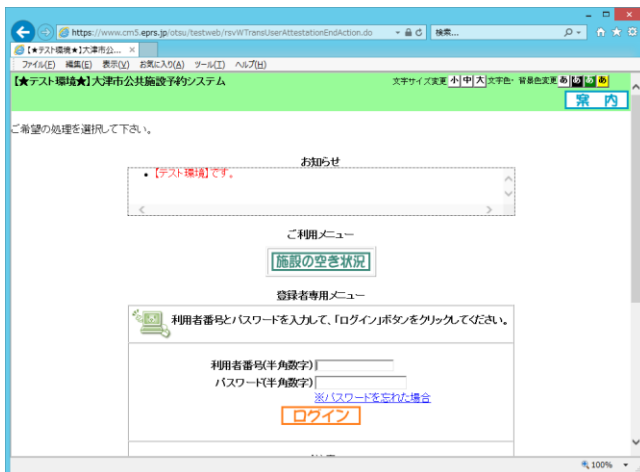 https://www.cm5.eprs.jp/otsu/testweb/rsvWTransUserAttestationEndAction.do
検索...
【★テスト環境★】大津市公...
ファイル(F) 編集(E) 表示(V) お気に入り(A) ツール(T) ヘルプ(H)
【★テスト環境★】大津市公共施設予約システム
文字サイズ変更 小 中 大 文字色・背景色変更 あ あ あ あ
案 内
ご希望の処理を選択して下さい。
お知らせ
• 【テスト環境】です。
ご利用メニュー
施設の空き状況
登録者専用メニュー
利用者番号とパスワードを入力して、「ログイン」ボタンをクリックしてください。
利用者番号(半角数字)
パスワード(半角数字)
※パスワードを忘れた場合
ログイン
100%